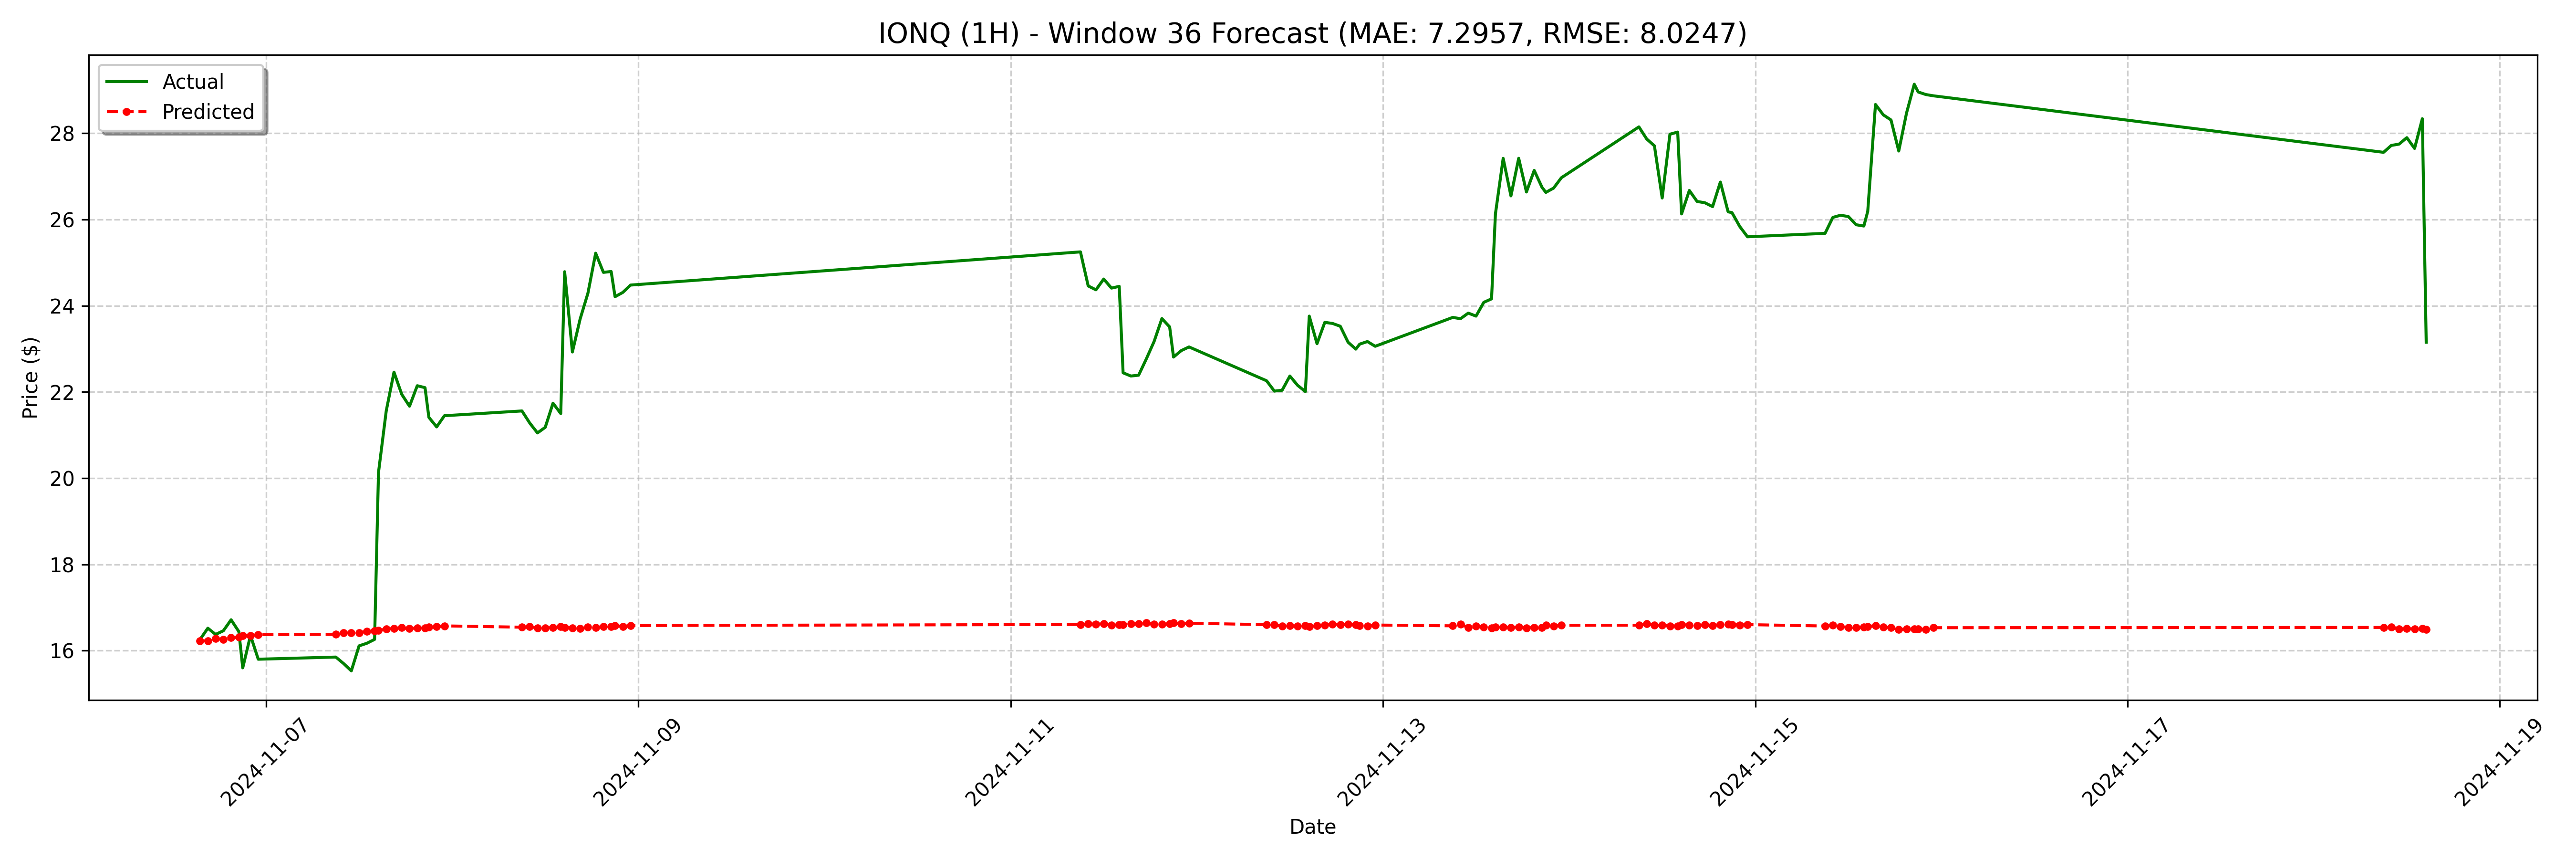 IONQ (1H) - Window 36 Forecast (MAE: 7.2957, RMSE: 8.0247)
Actual
Predicted
Price ($)
28
26
24
22
20
18
16
2024-11-07
2024-11-09
2024-11-11
2024-11-13
2024-11-15
2024-11-17
2024-11-19
Date